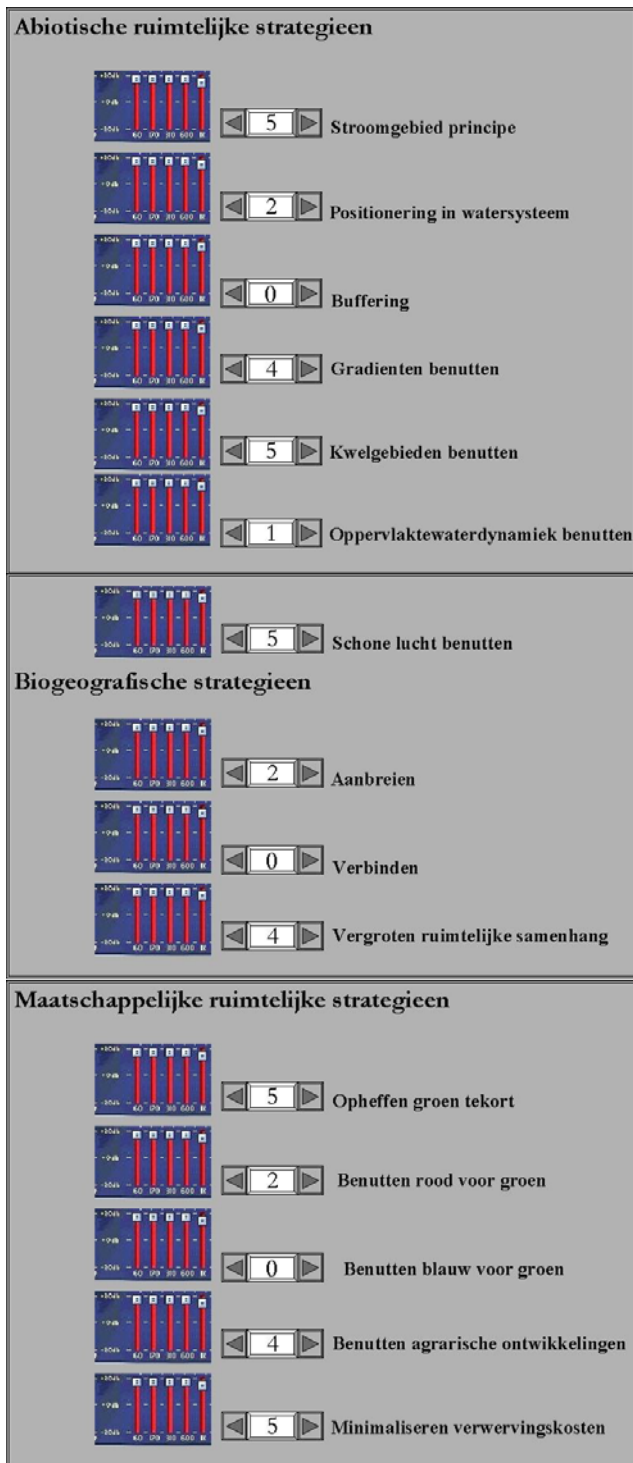 Abiotische ruimtelijke strategieen
5 Stroomgebied principe
2 Positionering in watersysteem
0 Buffering
4 Gradienten benutten
5 Kwelgebieden benutten
1 Oppervlaktewaterdynamiek benutten
5 Schone lucht benutten
Biogeografische strategieen
2 Aanbreien
0 Verbinden
4 Vergroten ruimtelijke samenhang
Maatschappelijke ruimtelijke strategieen
5 Opheffen groen tekort
2 Benutten rood voor groen
0 Benutten blauw voor groen
4 Benutten agrarische ontwikkelingen
5 Minimaliseren verwervingskosten